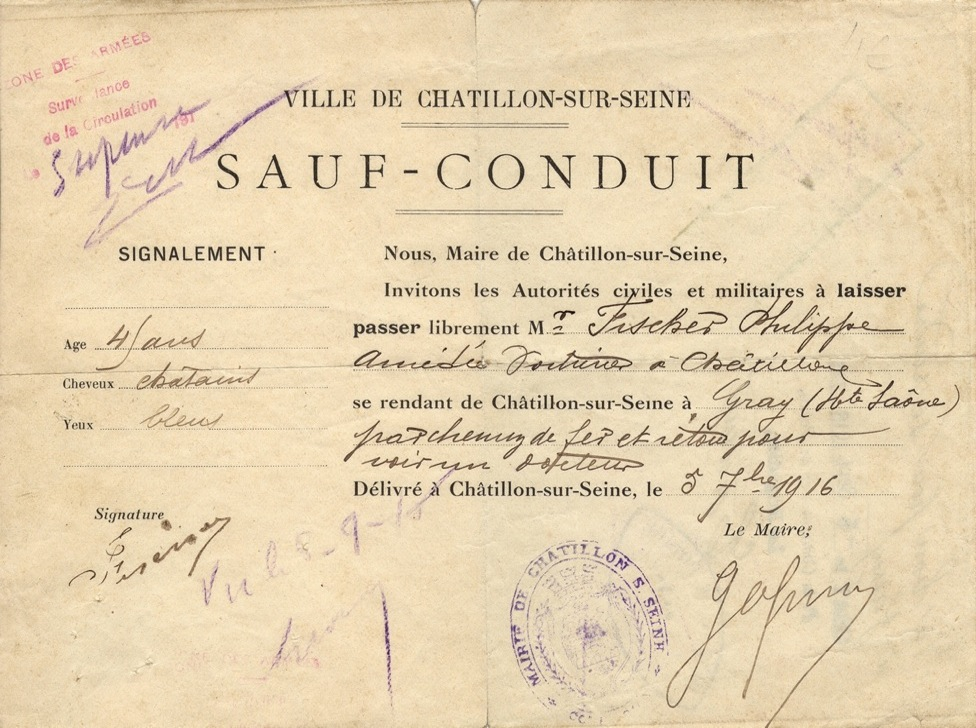 ZONE DES ARMÉES
Surveillance
de la Circulation
191
VILLE DE CHATILLON-SUR-SEINE
SAUF-CONDUIT
SIGNALEMENT
Age 41 ans
Cheveux chatains
Yeux bleus
Signature
Fischer
Nous, Maire de Châtillon-sur-Seine,
Invitons les Autorités civiles et militaires à laisser
passer librement Mr Fischer Philippe
Amédée Voiturier à Châtillon
se rendant de Châtillon-sur-Seine à Gray (Hte Saône)
par chemin de fer et retour pour
voir un docteur
Délivré à Châtillon-sur-Seine, le 5 7bre 1916
Le Maire,
Vu le 8-9-16
MAIRIE DE CHATILLON S. SEINE